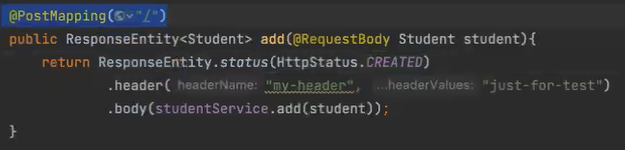 @PostMapping("/")
public ResponseEntity<Student> add(@RequestBody Student student){
return ResponseEntity.status(HttpStatus.CREATED)
.header( headerName: "my-header", ...headerValues: "just-for-test")
.body(studentService.add(student));
}